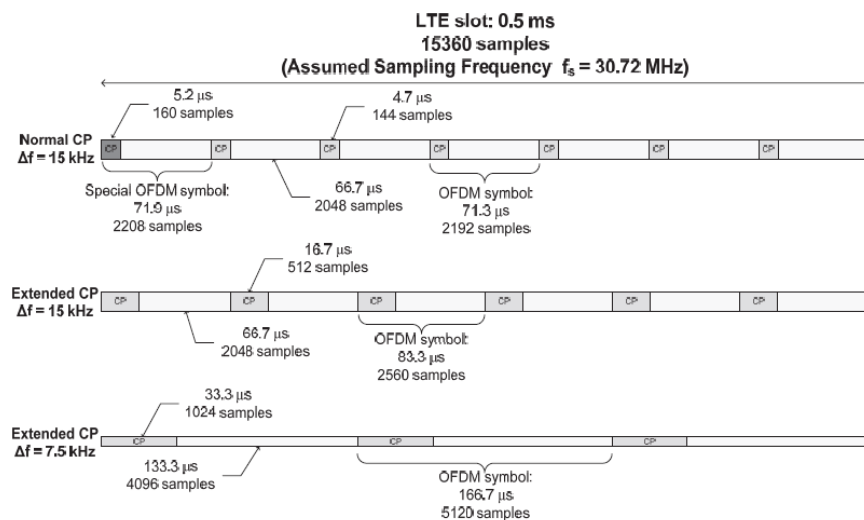 LTE slot: 0.5 ms
15360 samples
(Assumed Sampling Frequency fs = 30.72 MHz)
5.2 µs
160 samples
4.7 µs
144 samples
Normal CP
Δf = 15 kHz
CP CP CP CP CP CP CP
Special OFDM symbol:
71.9 µs
2208 samples
66.7 µs
2048 samples
OFDM symbol:
71.3 µs
2192 samples
16.7 µs
512 samples
Extended CP
Δf = 15 kHz
CP CP CP CP CP CP
66.7 µs
2048 samples
OFDM symbol:
83.3 µs
2560 samples
33.3 µs
1024 samples
Extended CP
Δf = 7.5 kHz
CP CP CP
133.3 µs
4096 samples
OFDM symbol:
166.7 µs
5120 samples